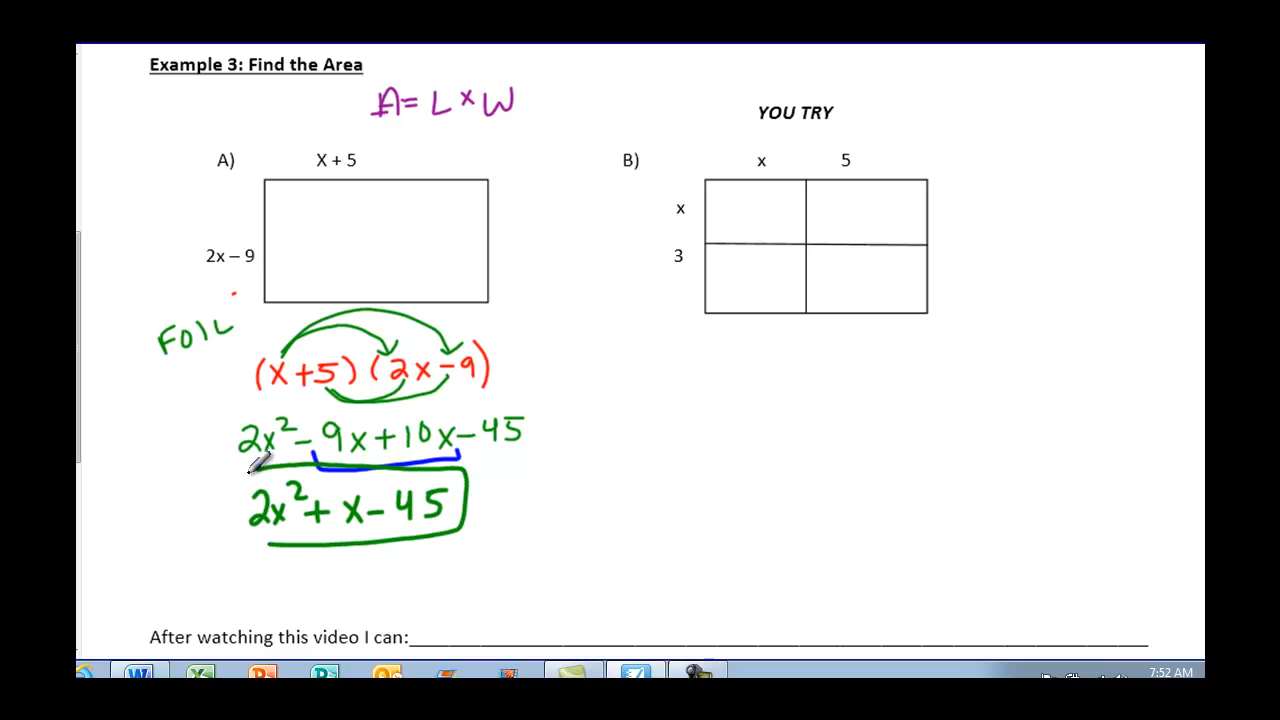 Example 3: Find the Area
A = L × W
YOU TRY
A)
X + 5
2x – 9
FOIL
(x+5)(2x-9)
2x² - 9x + 10x - 45
2x² + x - 45
B)
x 5
x
3
After watching this video I can:
7:52 AM